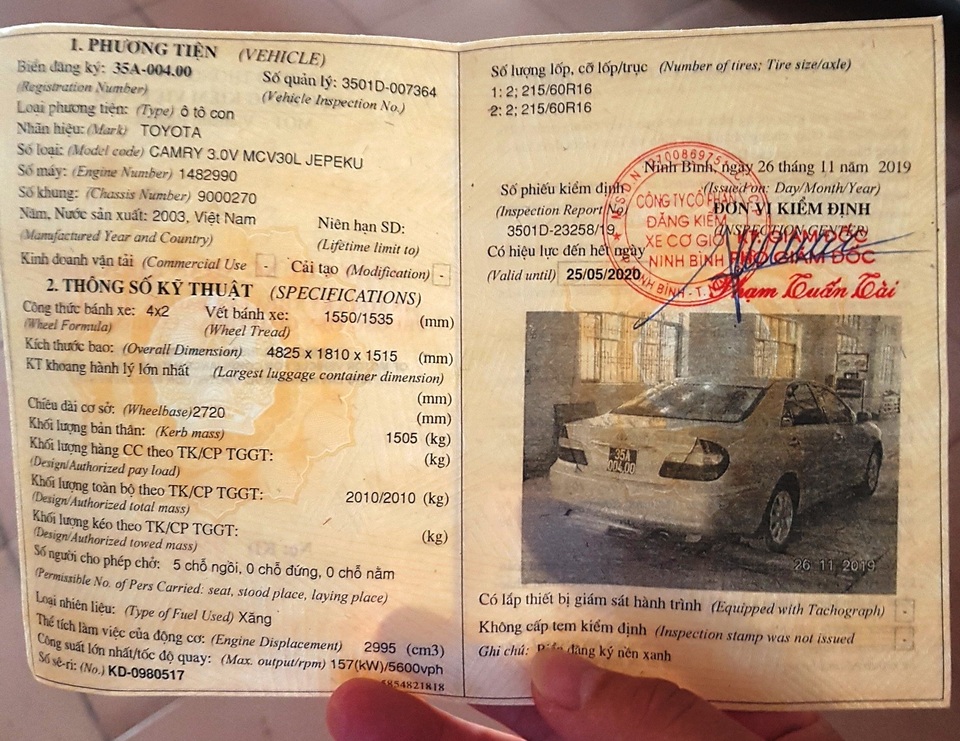 1. PHƯƠNG TIỆN (VEHICLE)
Biển đăng ký: 35A-004.00 Số quản lý: 3501D-007364
(Registration Number) (Vehicle Inspection No.)
Loại phương tiện: (Type) ô tô con
Nhãn hiệu: (Mark) TOYOTA
Số loại: (Model code) CAMRY 3.0V MCV30L JEPEKU
Số máy: (Engine Number) 1482990
Số khung: (Chassis Number) 9000270
Năm, Nước sản xuất: 2003, Việt Nam Niên hạn SD:
(Manufactured Year and Country) (Lifetime limit to)
Kinh doanh vận tải (Commercial Use Cải tạo (Modification) -
2. THÔNG SỐ KỸ THUẬT (SPECIFICATIONS)
Công thức bánh xe: 4x2 Vết bánh xe: 1550/1535 (mm)
(Wheel Formula) (Wheel Tread)
Kích thước bao: (Overall Dimension) 4825 x 1810 x 1515 (mm)
KT khoang hành lý lớn nhất (Largest luggage container dimension)
(mm)
Chiều dài cơ sở: (Wheelbase) 2720 (mm)
Khối lượng bản thân: (Kerb mass) 1505 (kg)
Khối lượng hàng CC theo TK/CP TGGT: (kg)
(Design/Authorized pay load)
Khối lượng toàn bộ theo TK/CP TGGT: 2010/2010 (kg)
(Design/Authorized total mass)
Khối lượng kéo theo TK/CP TGGT: (kg)
(Design/Authorized towed mass)
Số người cho phép chở: 5 chỗ ngồi, 0 chỗ đứng, 0 chỗ nằm
(Permissible No. of Pers Carried: seat, stood place, laying place)
Loại nhiên liệu: (Type of Fuel Used) Xăng
Thể tích làm việc của động cơ: (Engine Displacement) 2995 (cm3)
Công suất lớn nhất/tốc độ quay: (Max. output/rpm) 157(kW)/5600vph
Số sê-ri: (No.) KD-0980517
5854821818
Số lượng lốp, cỡ lốp/trục (Number of tires; Tire size/axle)
1: 2; 215/60R16
2: 2; 215/60R16
Ninh Bình, ngày 26 tháng 11 năm 2019
Số phiếu kiểm định (Issued on: Day/Month/Year)
(Inspection Report ĐƠN VỊ KIỂM ĐỊNH
3501D-23258/19 (INSPECTION CENTER)
Có hiệu lực đến hết ngày
(Valid until) 25/05/2020
CÔNG TY CỔ PHẦN
ĐĂNG KIỂM
XE CƠ GIỚI
NINH BÌNH
PHÓ GIÁM ĐỐC
Phạm Tuấn Tài
35A
004.00
26 11 2019
Có lắp thiết bị giám sát hành trình (Equipped with Tachograph) -
Không cấp tem kiểm định (Inspection stamp was not issued -
Ghi chú: Biển đăng ký nền xanh